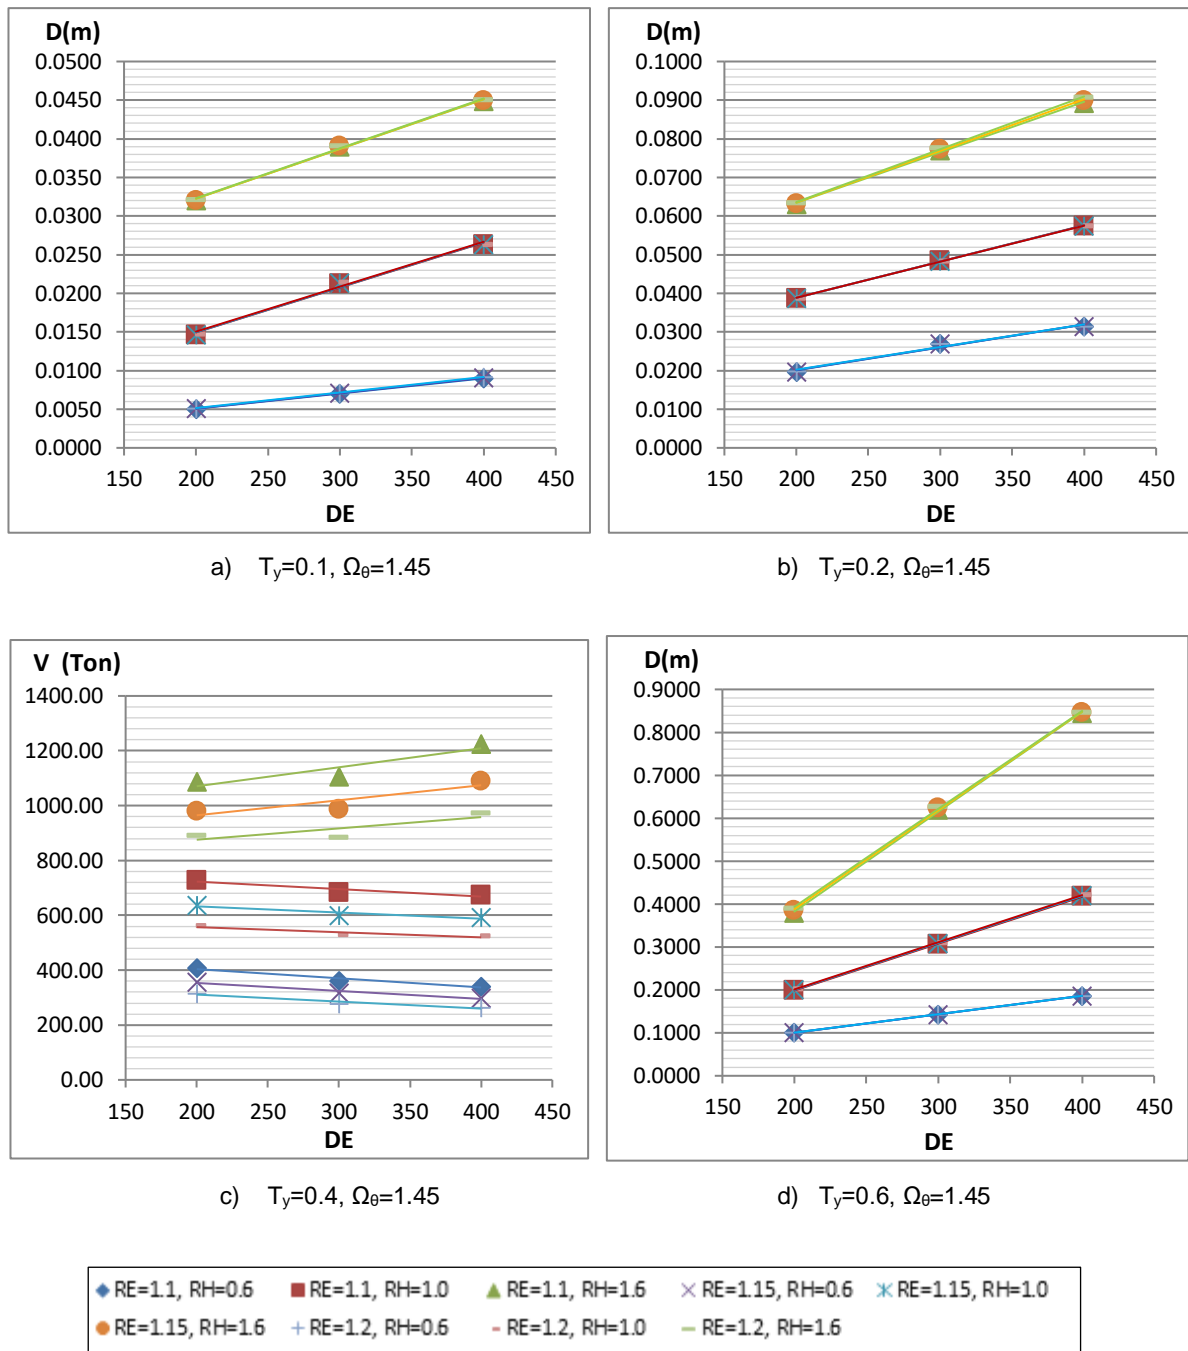 D(m)
0.0500
0.0450
0.0400
0.0350
0.0300
0.0250
0.0200
0.0150
0.0100
0.0050
0.0000
150 200 250 300 350 400 450
DE
a) Ty=0.1, Ωθ=1.45
D(m)
0.1000
0.0900
0.0800
0.0700
0.0600
0.0500
0.0400
0.0300
0.0200
0.0100
0.0000
150 200 250 300 350 400 450
DE
b) Ty=0.2, Ωθ=1.45
V (Ton)
1400.00
1200.00
1000.00
800.00
600.00
400.00
200.00
0.00
150 200 250 300 350 400 450
DE
c) Ty=0.4, Ωθ=1.45
D(m)
0.9000
0.8000
0.7000
0.6000
0.5000
0.4000
0.3000
0.2000
0.1000
0.0000
150 200 250 300 350 400 450
DE
d) Ty=0.6, Ωθ=1.45
RE=1.1, RH=0.6 RE=1.1, RH=1.0 RE=1.1, RH=1.6 RE=1.15, RH=0.6 RE=1.15, RH=1.0
RE=1.15, RH=1.6 RE=1.2, RH=0.6 RE=1.2, RH=1.0 RE=1.2, RH=1.6